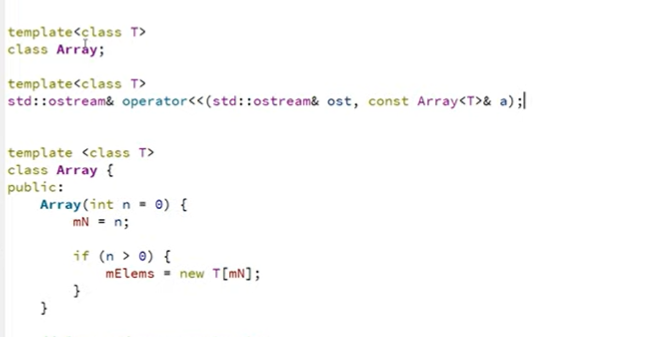 template<class T>
class Array;
template<class T>
std::ostream& operator<<(std::ostream& ost, const Array<T>& a);
template <class T>
class Array {
public:
Array(int n = 0) {
mN = n;
if (n > 0) {
mElems = new T[mN];
}
}